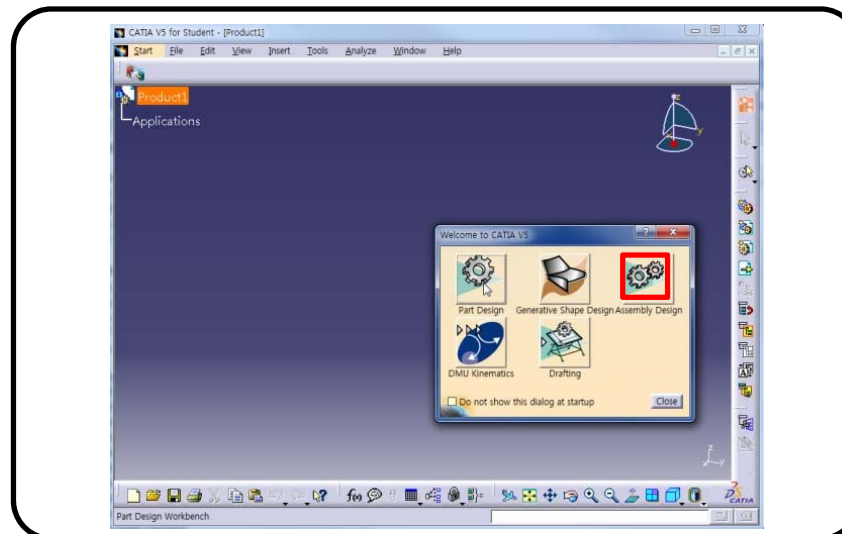 CATIA V5 for Student - [Product1]
Start File Edit View Insert Tools Analyze Window Help
Product1
Applications
z
y
Welcome to CATIA V5
Part Design Generative Shape Design Assembly Design
DMU Kinematics Drafting
Do not show this dialog at startup Close
z
y
f(x)
CATIA
Part Design Workbench